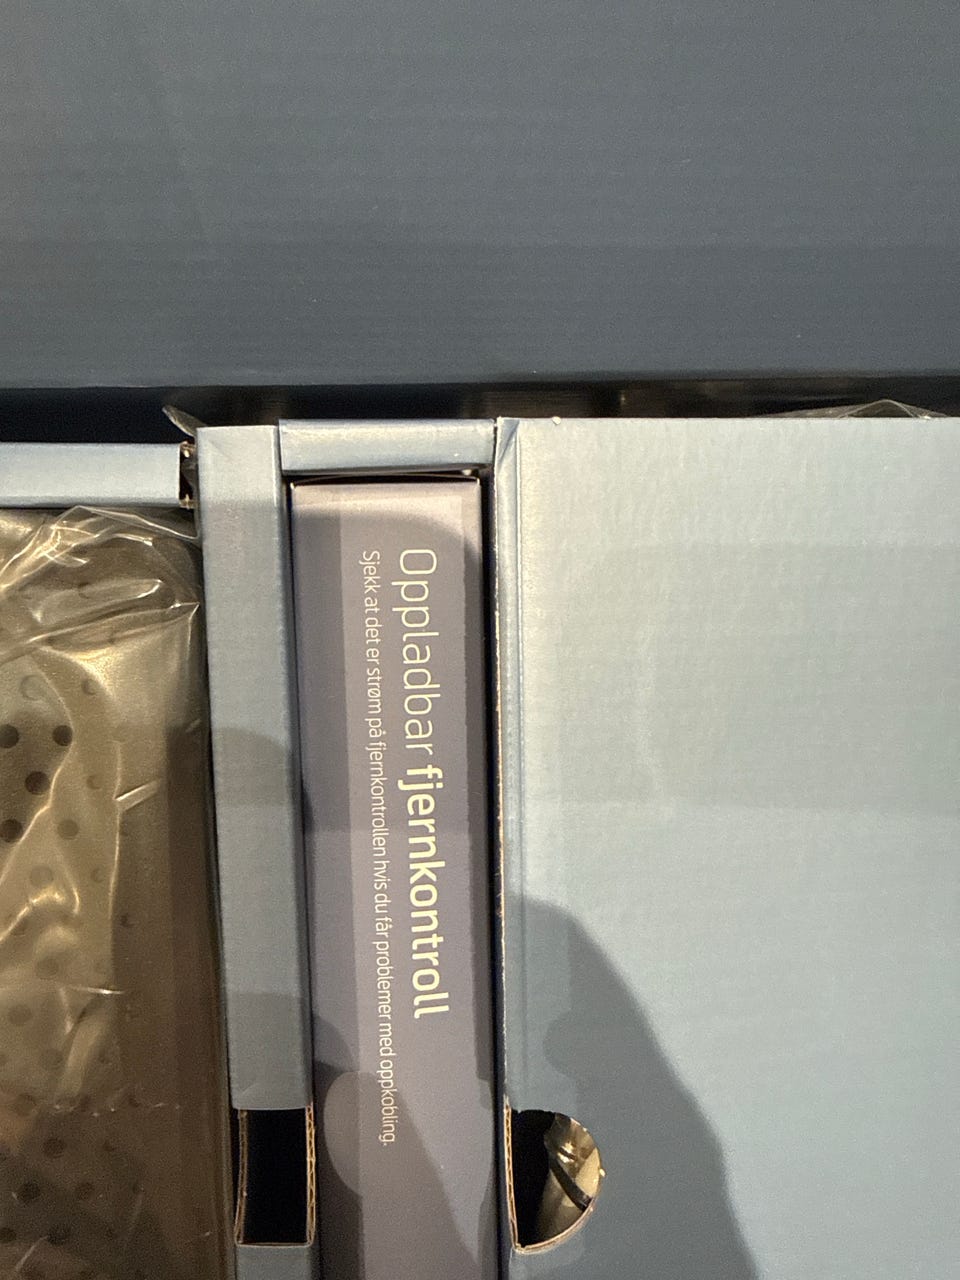 Oppladbar fjernkontroll
Sjekk at det er strøm på fjernkontrollen hvis du får problemer med oppkobling.